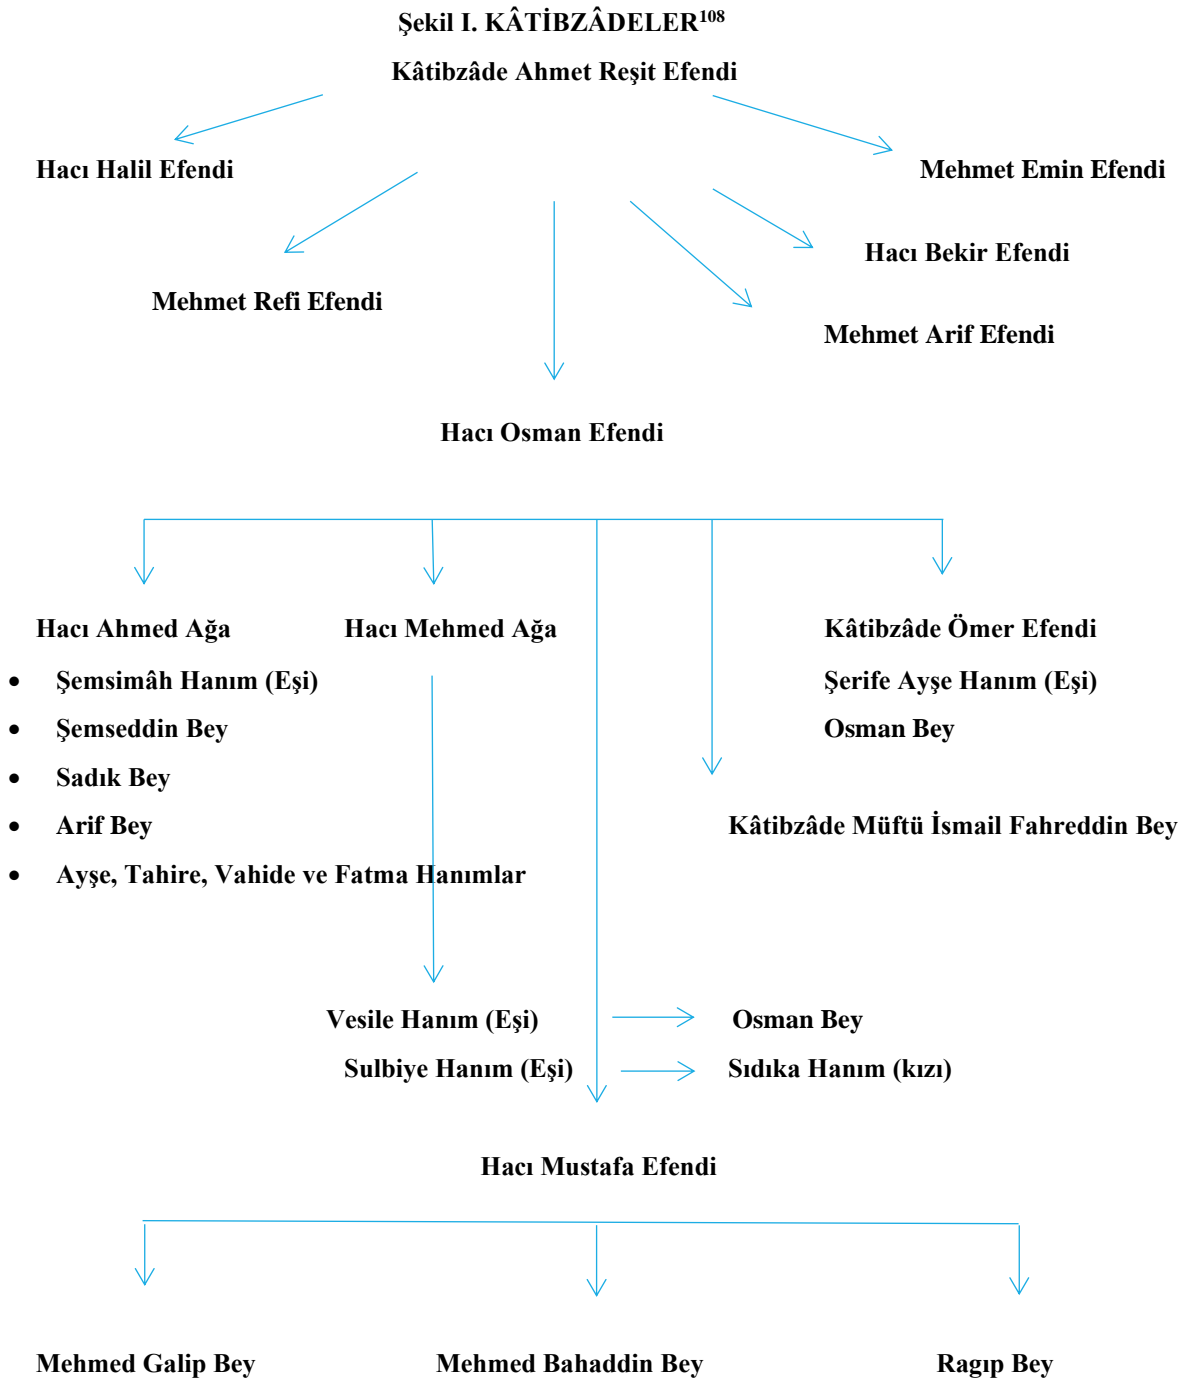 Şekil I. KÂTİBZÂDELER108
Kâtibzâde Ahmet Reşit Efendi
Hacı Halil Efendi
Mehmet Emin Efendi
Hacı Bekir Efendi
Mehmet Refi Efendi
Mehmet Arif Efendi
Hacı Osman Efendi
Hacı Ahmed Ağa
Hacı Mehmed Ağa
Kâtibzâde Ömer Efendi
• Şemsimâh Hanım (Eşi)
Şerife Ayşe Hanım (Eşi)
• Şemseddin Bey
Osman Bey
• Sadık Bey
• Arif Bey
Kâtibzâde Müftü İsmail Fahreddin Bey
• Ayşe, Tahire, Vahide ve Fatma Hanımlar
Vesile Hanım (Eşi)
Osman Bey
Sulbiye Hanım (Eşi)
Sıdıka Hanım (kızı)
Hacı Mustafa Efendi
Mehmed Galip Bey
Mehmed Bahaddin Bey
Ragıp Bey